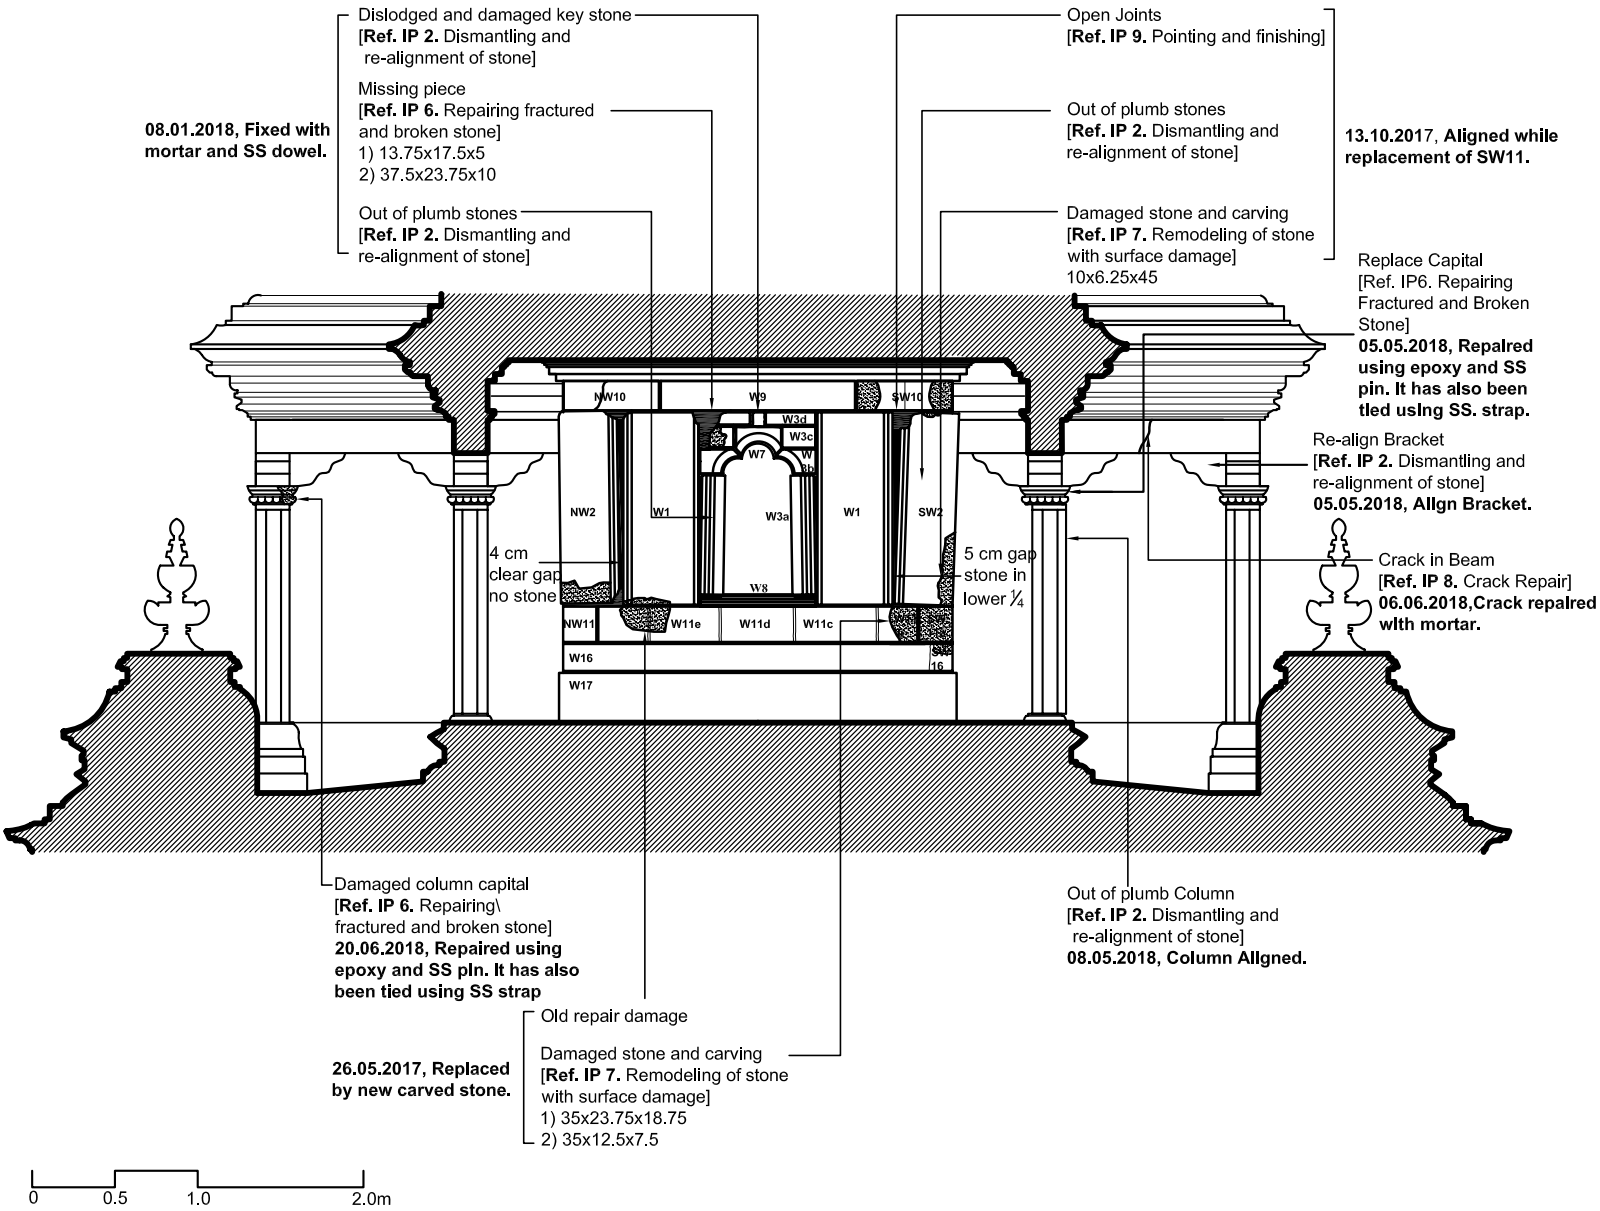 Dislodged and damaged key stone
[Ref. IP 2. Dismantling and
re-alignment of stone]
Missing piece
[Ref. IP 6. Repairing fractured
and broken stone]
1) 13.75x17.5x5
2) 37.5x23.75x10
Out of plumb stones
[Ref. IP 2. Dismantling and
re-alignment of stone]
08.01.2018, Fixed with
mortar and SS dowel.
Open Joints
[Ref. IP 9. Pointing and finishing]
Out of plumb stones
[Ref. IP 2. Dismantling and
re-alignment of stone]
Damaged stone and carving
[Ref. IP 7. Remodeling of stone
with surface damage]
10x6.25x45
13.10.2017, Aligned while
replacement of SW11.
Replace Capital
[Ref. IP6. Repairing
Fractured and Broken
Stone]
05.05.2018, Repaired
using epoxy and SS
pin. It has also been
tied using SS. strap.
Re-align Bracket
[Ref. IP 2. Dismantling and
re-alignment of stone]
05.05.2018, Align Bracket.
Crack in Beam
[Ref. IP 8. Crack Repair]
06.06.2018,Crack repaired
with mortar.
NW10
W9
SW10
W3d
W3c
W7
W
3b
NW2
W1
W3a
W1
SW2
4 cm
clear gap
no stone
W8
5 cm gap
stone in
lower ¼
NW11
W11e
W11d
W11c
W16
SW
16
W17
Damaged column capital
[Ref. IP 6. Repairing\
fractured and broken stone]
20.06.2018, Repaired using
epoxy and SS pin. It has also
been tied using SS strap
Out of plumb Column
[Ref. IP 2. Dismantling and
re-alignment of stone]
08.05.2018, Column Aligned.
Old repair damage
Damaged stone and carving
[Ref. IP 7. Remodeling of stone
with surface damage]
1) 35x23.75x18.75
2) 35x12.5x7.5
26.05.2017, Replaced
by new carved stone.
0 0.5 1.0 2.0m